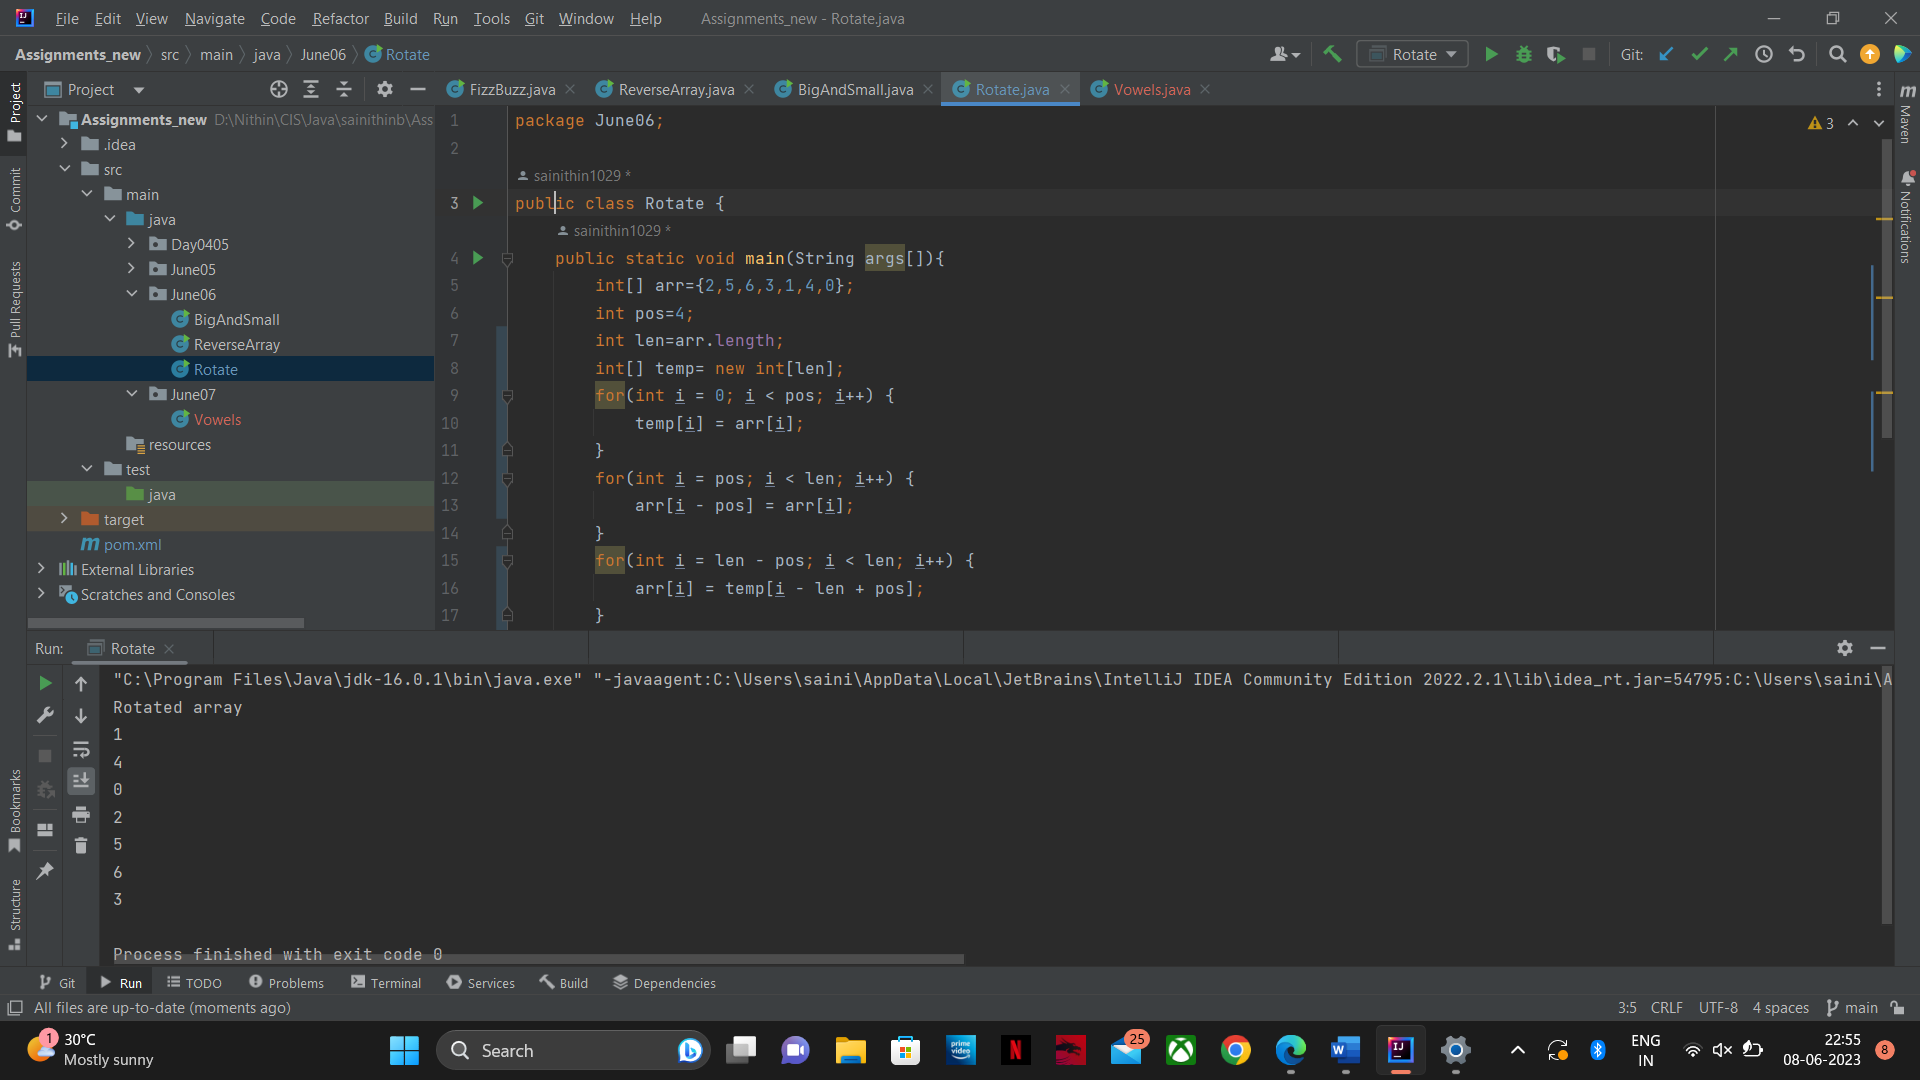 File Edit View Navigate Code Refactor Build Run Tools Git Window Help Assignments_new - Rotate.java
Assignments_new src main java June06 Rotate Rotate Git:
Project
FizzBuzz.java ReverseArray.java BigAndSmall.java Rotate.java Vowels.java
Assignments_new D:\Nithin\CIS\Java\sainithinb\Ass
.idea
src
main
java
Day0405
June05
June06
BigAndSmall
ReverseArray
Rotate
June07
Vowels
resources
test
java
target
pom.xml
External Libraries
Scratches and Consoles
1 package June06;
2
sainithin1029 *
3 public class Rotate {
sainithin1029 *
4 public static void main(String args[]){
5 int[] arr={2,5,6,3,1,4,0};
6 int pos=4;
7 int len=arr.length;
8 int[] temp= new int[len];
9 for(int i = 0; i < pos; i++) {
10 temp[i] = arr[i];
11 }
12 for(int i = pos; i < len; i++) {
13 arr[i - pos] = arr[i];
14 }
15 for(int i = len - pos; i < len; i++) {
16 arr[i] = temp[i - len + pos];
17 }
3
Project
Commit
Pull Requests
Bookmarks
Structure
m
Maven
Notifications
Run: Rotate
"C:\Program Files\Java\jdk-16.0.1\bin\java.exe" "-javaagent:C:\Users\saini\AppData\Local\JetBrains\IntelliJ IDEA Community Edition 2022.2.1\lib\idea_rt.jar=54795:C:\Users\saini\A
Rotated array
1
4
0
2
5
6
3
Process finished with exit code 0
Git Run TODO Problems Terminal Services Build Dependencies
All files are up-to-date (moments ago) 3:5 CRLF UTF-8 4 spaces main
1 30°C
Mostly sunny
Search
prime video
25
ENG
IN
22:55
08-06-2023
8